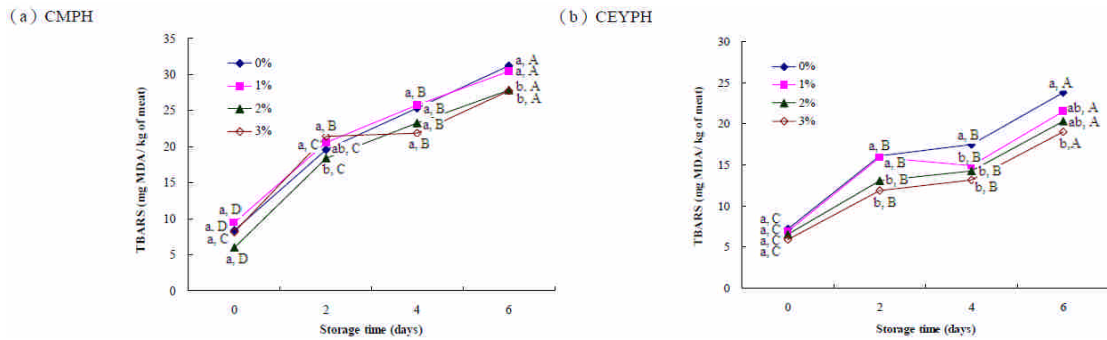 (a) CMPH
TBARS (mg MDA/ kg of meat)
35
30
25
20
15
10
5
0
0%
1%
2%
3%
a, D
a, D
a, C
a, D
a, B
a, C
ab, C
b, C
a, B
a, B
a, B
a, B
a, A
a, A
b, A
b, A
0
2
4
6
Storage time (days)
(b) CEYPH
TBARS (mg MDA/ kg of meat)
30
25
20
15
10
5
0
0%
1%
2%
3%
a, C
a, C
a, C
a, C
a, B
a, B
b, B
b, B
a, B
b, B
b, B
b, B
a, A
ab, A
ab, A
b,A
0
2
4
6
Storage time (days)